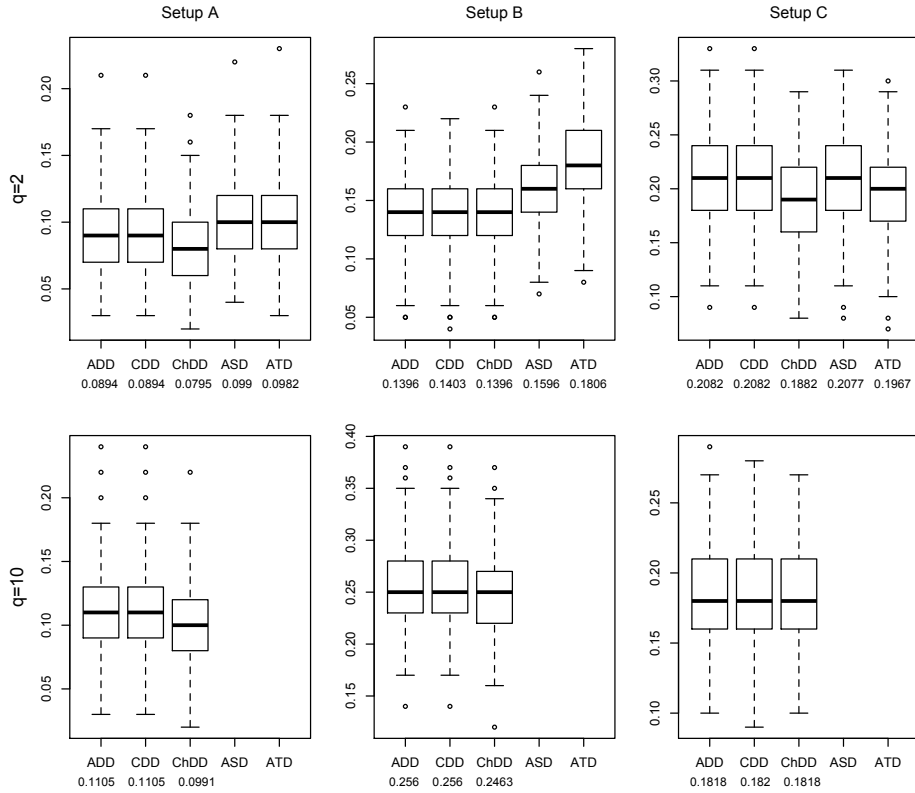 Setup A Setup B Setup C
q=2
0.05 0.10 0.15 0.20
0.05 0.10 0.15 0.20 0.25
0.10 0.15 0.20 0.25 0.30
ADD CDD ChDD ASD ATD
0.0894 0.0894 0.0795 0.099 0.0982
ADD CDD ChDD ASD ATD
0.1396 0.1403 0.1396 0.1596 0.1806
ADD CDD ChDD ASD ATD
0.2082 0.2082 0.1882 0.2077 0.1967
q=10
0.05 0.10 0.15 0.20
0.15 0.20 0.25 0.30 0.35 0.40
0.10 0.15 0.20 0.25
ADD CDD ChDD ASD ATD
0.1105 0.1105 0.0991
ADD CDD ChDD ASD ATD
0.256 0.256 0.2463
ADD CDD ChDD ASD ATD
0.1818 0.182 0.1818